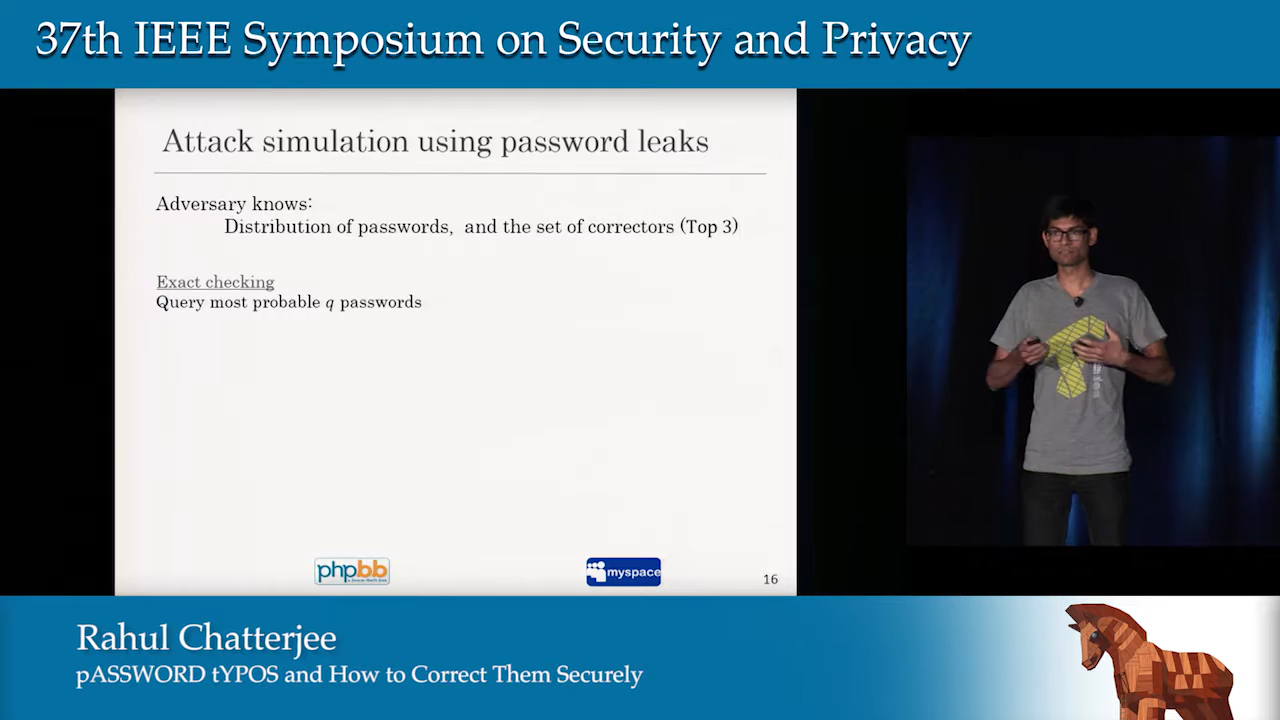 37th IEEE Symposium on Security and Privacy
Attack simulation using password leaks
Adversary knows:
Distribution of passwords, and the set of correctors (Top 3)
Exact checking
Query most probable q passwords
phpbb
myspace
16
Rahul Chatterjee
pASSWORD tYPOS and How to Correct Them Securely